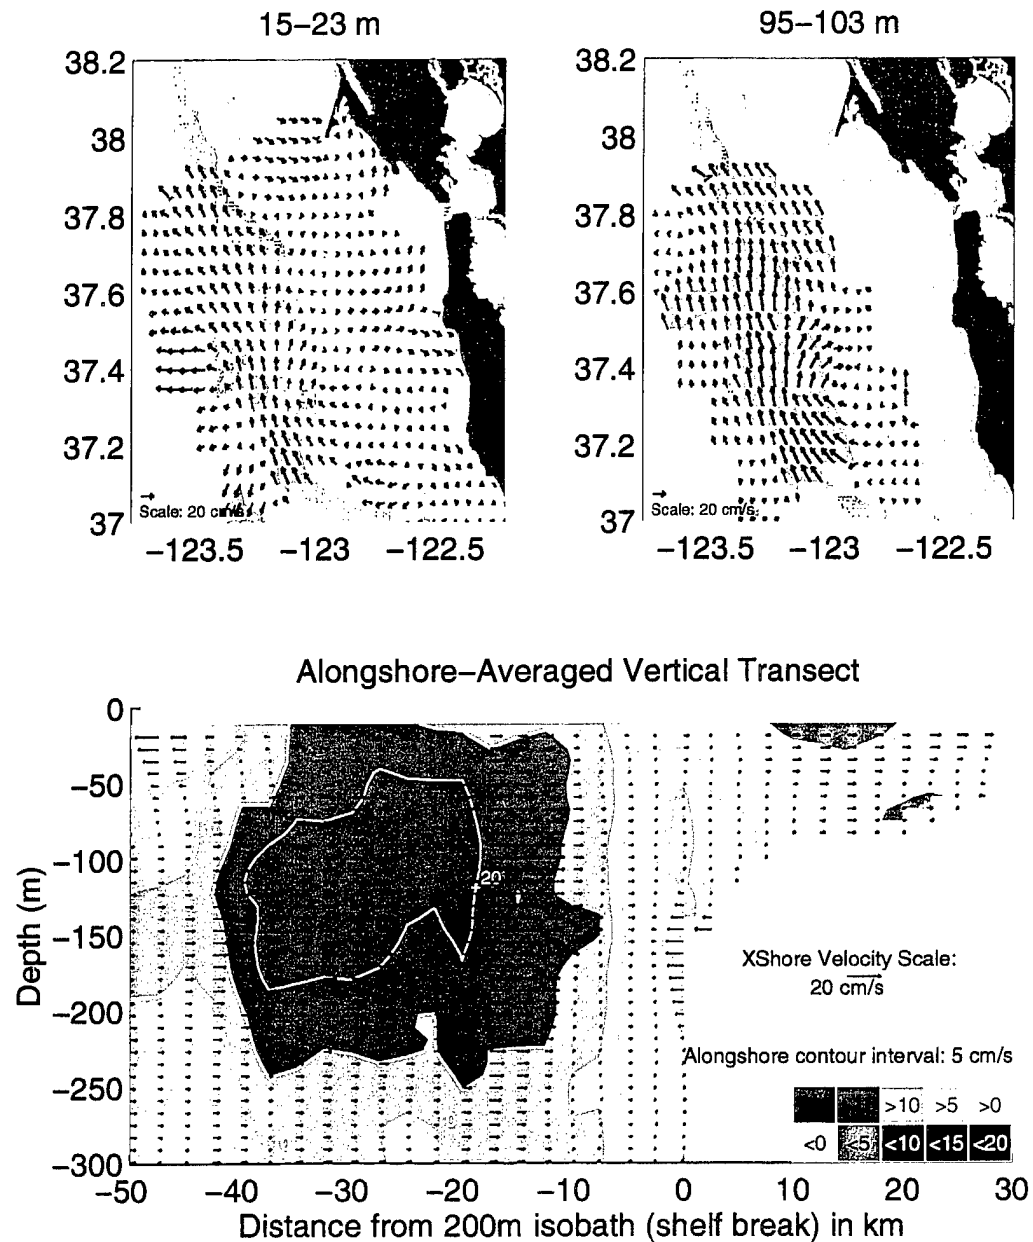 15–23 m
95–103 m
38.2
38
37.8
37.6
37.4
37.2
37
−123.5 −123 −122.5
Scale: 20 cm/s
38.2
38
37.8
37.6
37.4
37.2
37
−123.5 −123 −122.5
Scale: 20 cm/s
Alongshore–Averaged Vertical Transect
Depth (m)
0
−50
−100
−150
−200
−250
−300
20
XShore Velocity Scale:
20 cm/s
Alongshore contour interval: 5 cm/s
>10 >5 >0
<0 <5 <10 <15 <20
−50 −40 −30 −20 −10 0 10 20 30
Distance from 200m isobath (shelf break) in km